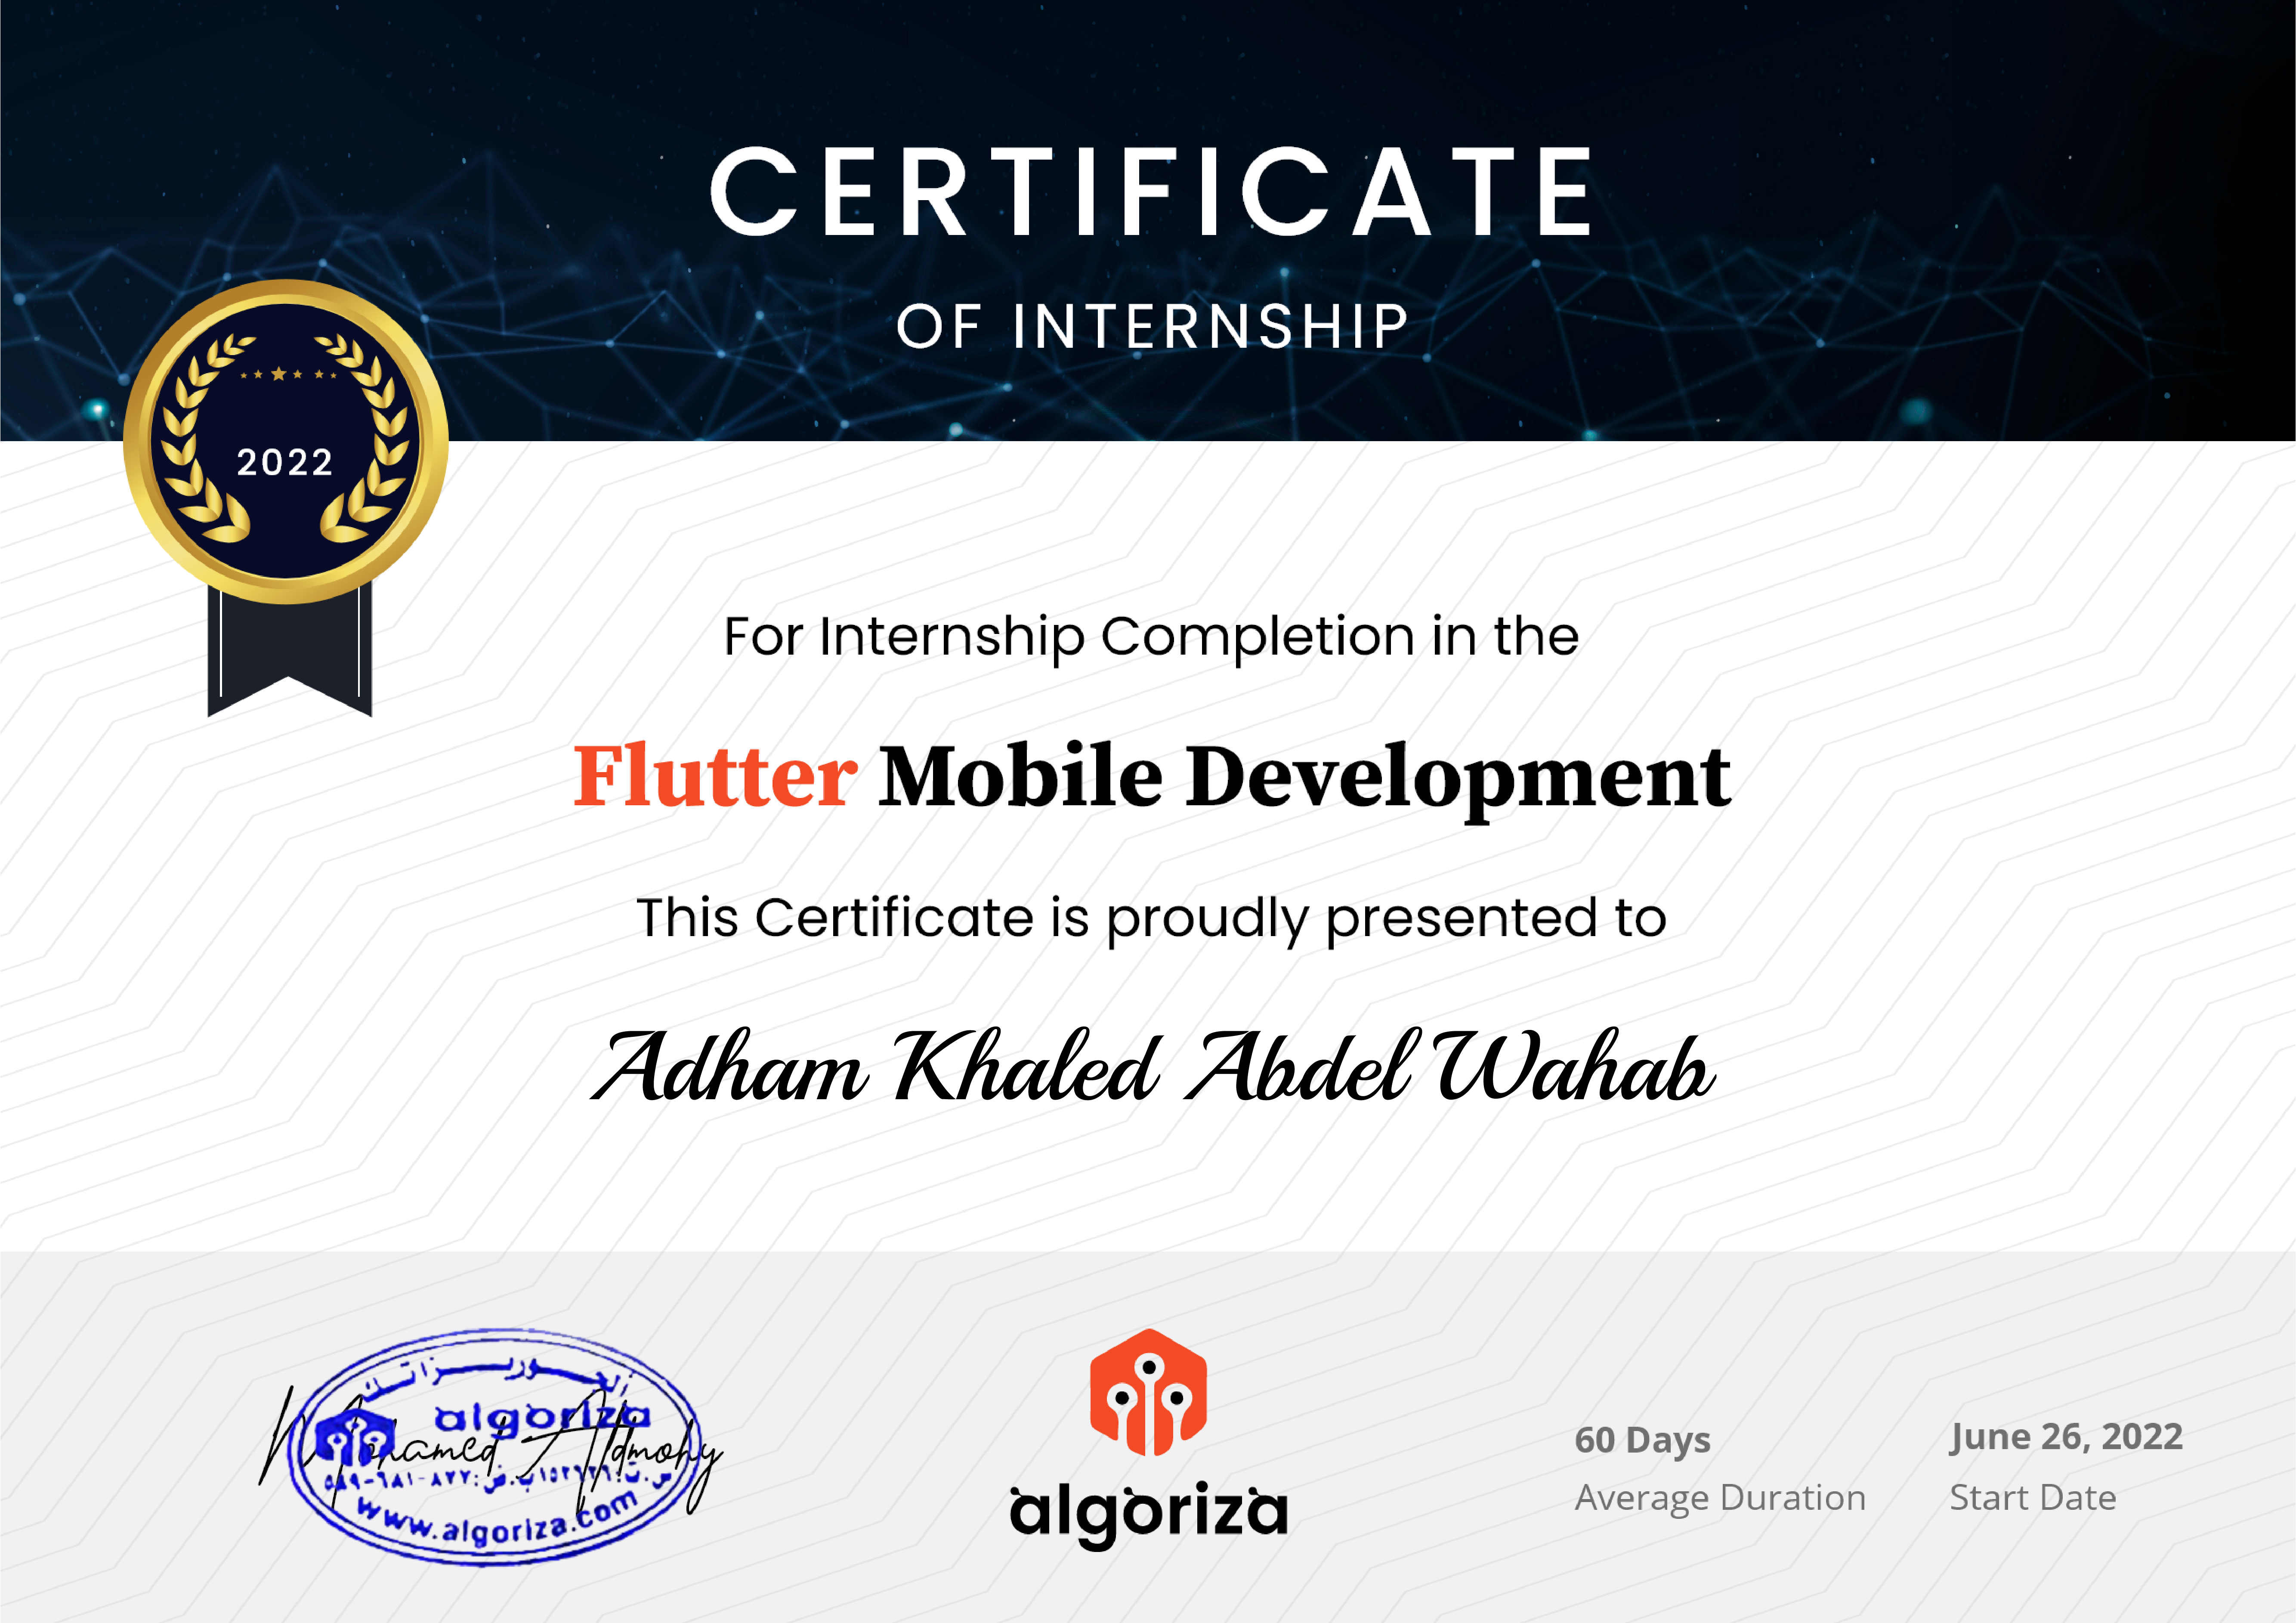 CERTIFICATE
OF INTERNSHIP
2022
For Internship Completion in the
Flutter Mobile Development
This Certificate is proudly presented to
Adham Khaled Abdel Wahab
algoriza
www.algoriza.com
Mohamed
algoriza
60 Days
Average Duration
June 26, 2022
Start Date